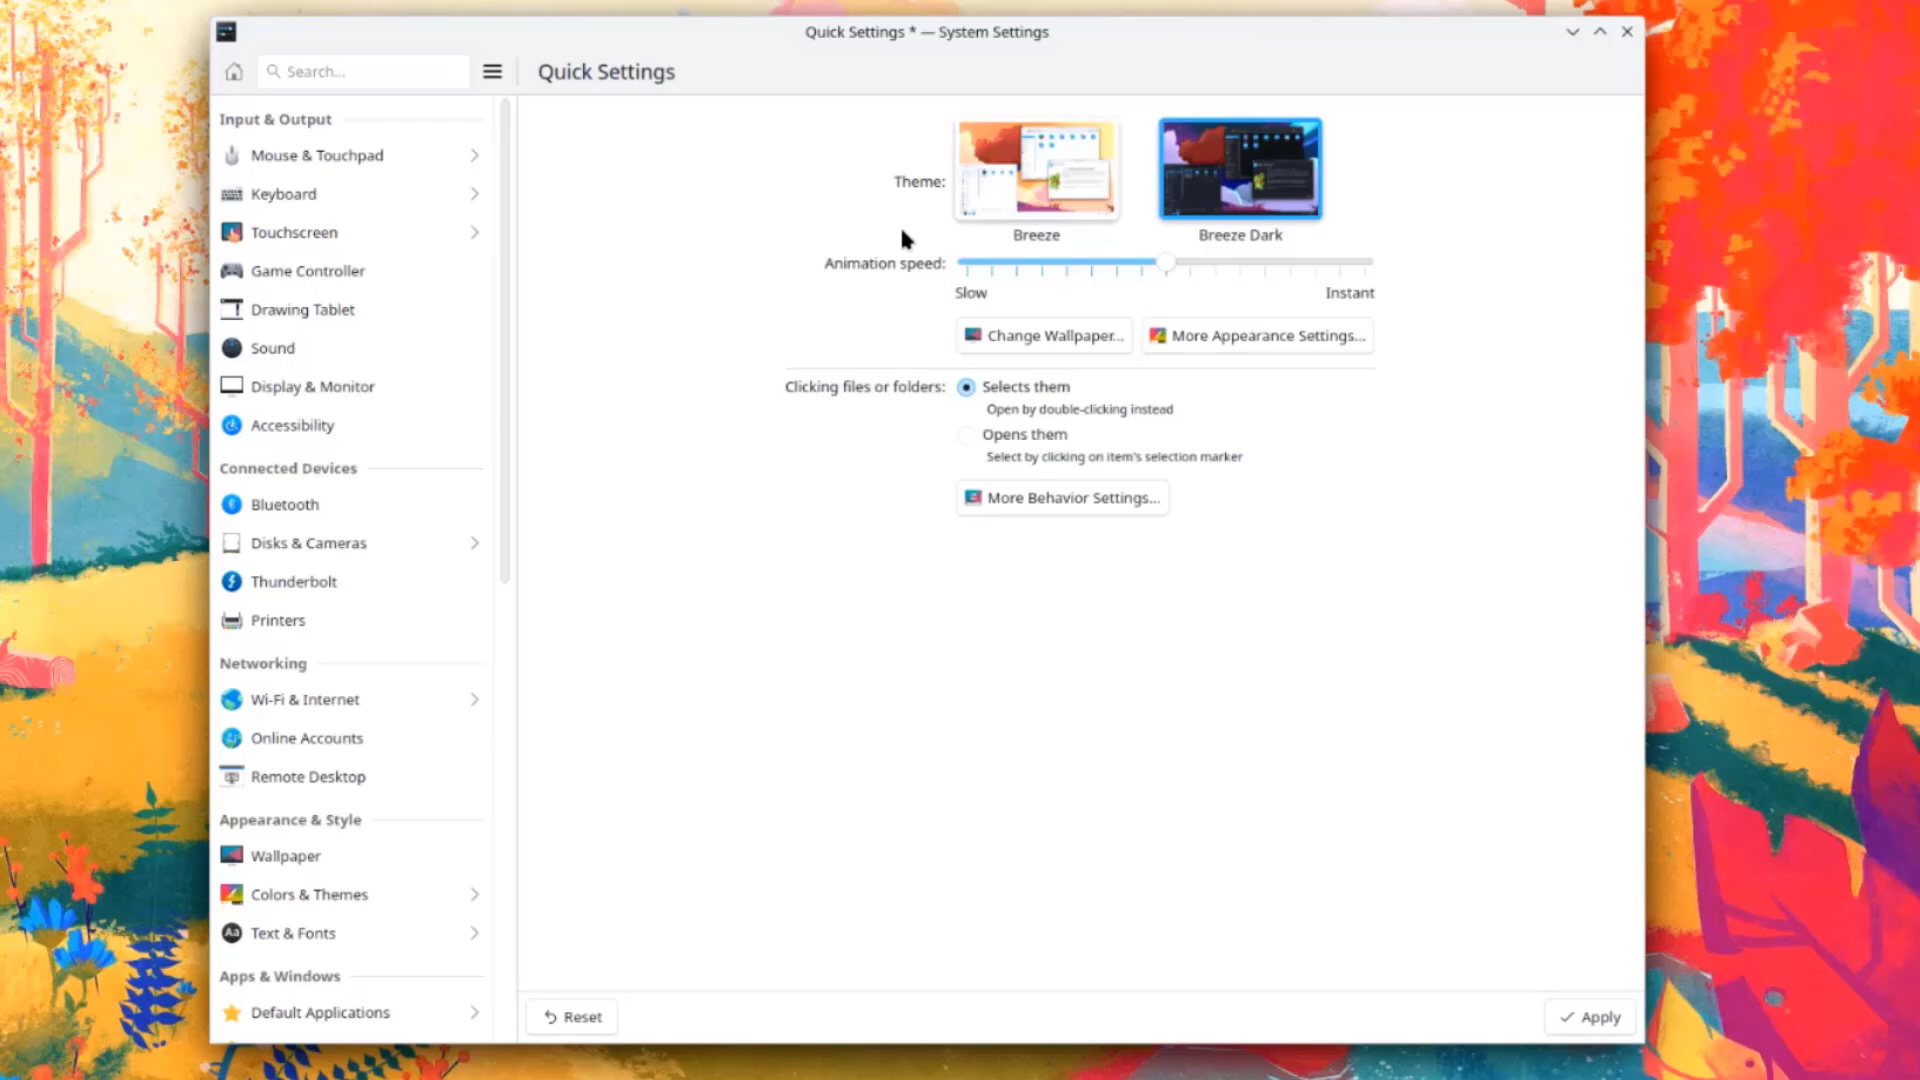 Quick Settings * — System Settings
Search...
Quick Settings
Input & Output
Mouse & Touchpad
Keyboard
Touchscreen
Game Controller
Drawing Tablet
Sound
Display & Monitor
Accessibility
Connected Devices
Bluetooth
Disks & Cameras
Thunderbolt
Printers
Networking
Wi-Fi & Internet
Online Accounts
Remote Desktop
Appearance & Style
Wallpaper
Colors & Themes
Aa Text & Fonts
Apps & Windows
Default Applications
Theme:
Breeze Breeze Dark
Animation speed:
Slow Instant
Change Wallpaper... More Appearance Settings...
Clicking files or folders: Selects them
Open by double-clicking instead
Opens them
Select by clicking on item's selection marker
More Behavior Settings...
Reset Apply